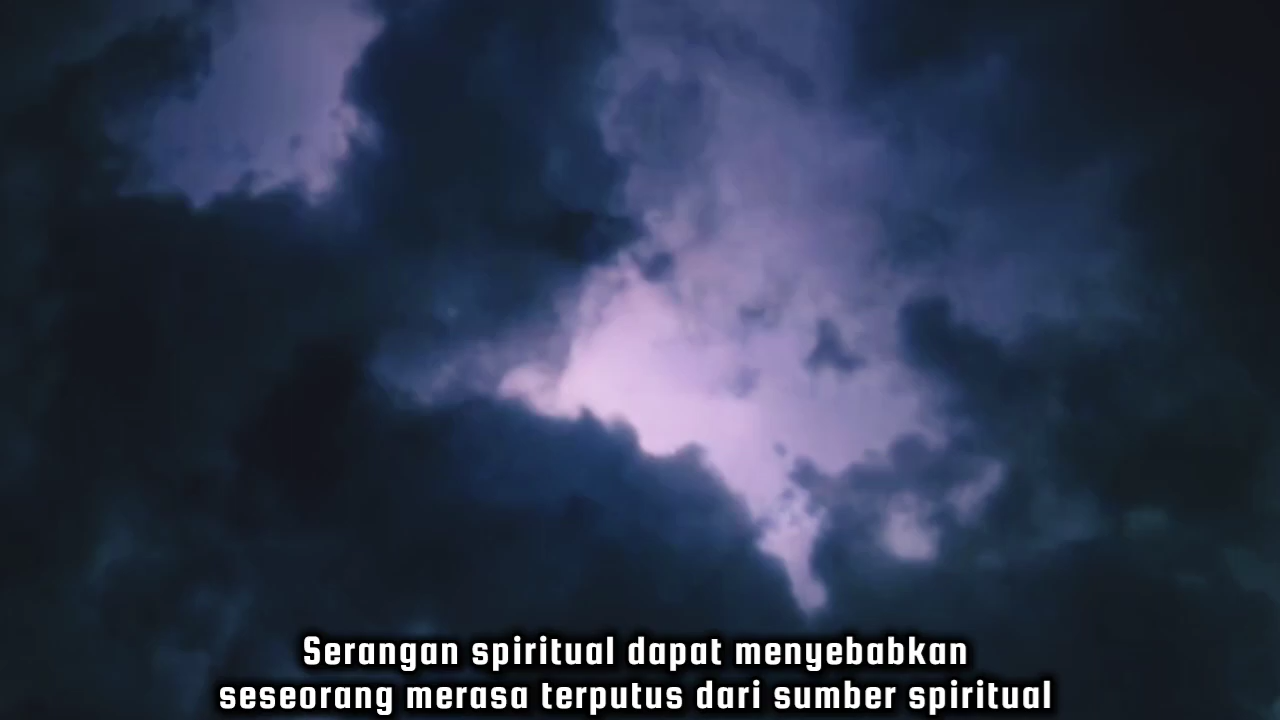 Serangan spiritual dapat menyebabkan
seseorang merasa terputus dari sumber spiritual